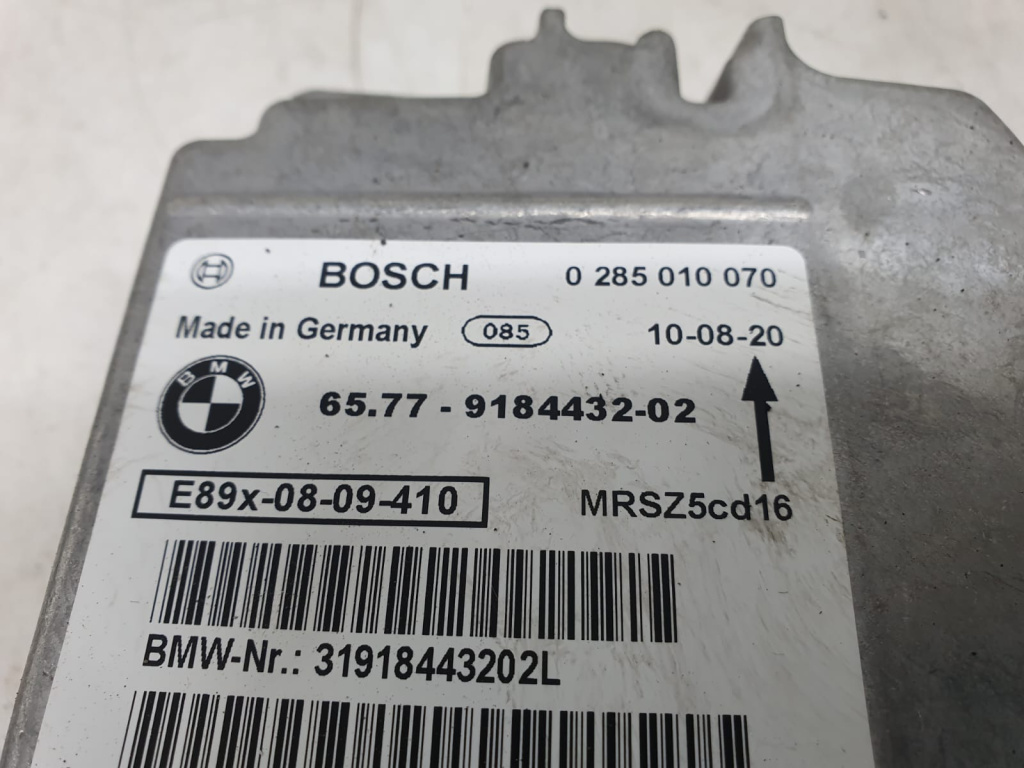 BOSCH 0 285 010 070
Made in Germany 085 10-08-20
BMW
65.77 - 9184432-02
E89x-08-09-410 MRSZ5cd16
BMW-Nr.: 31918443202L